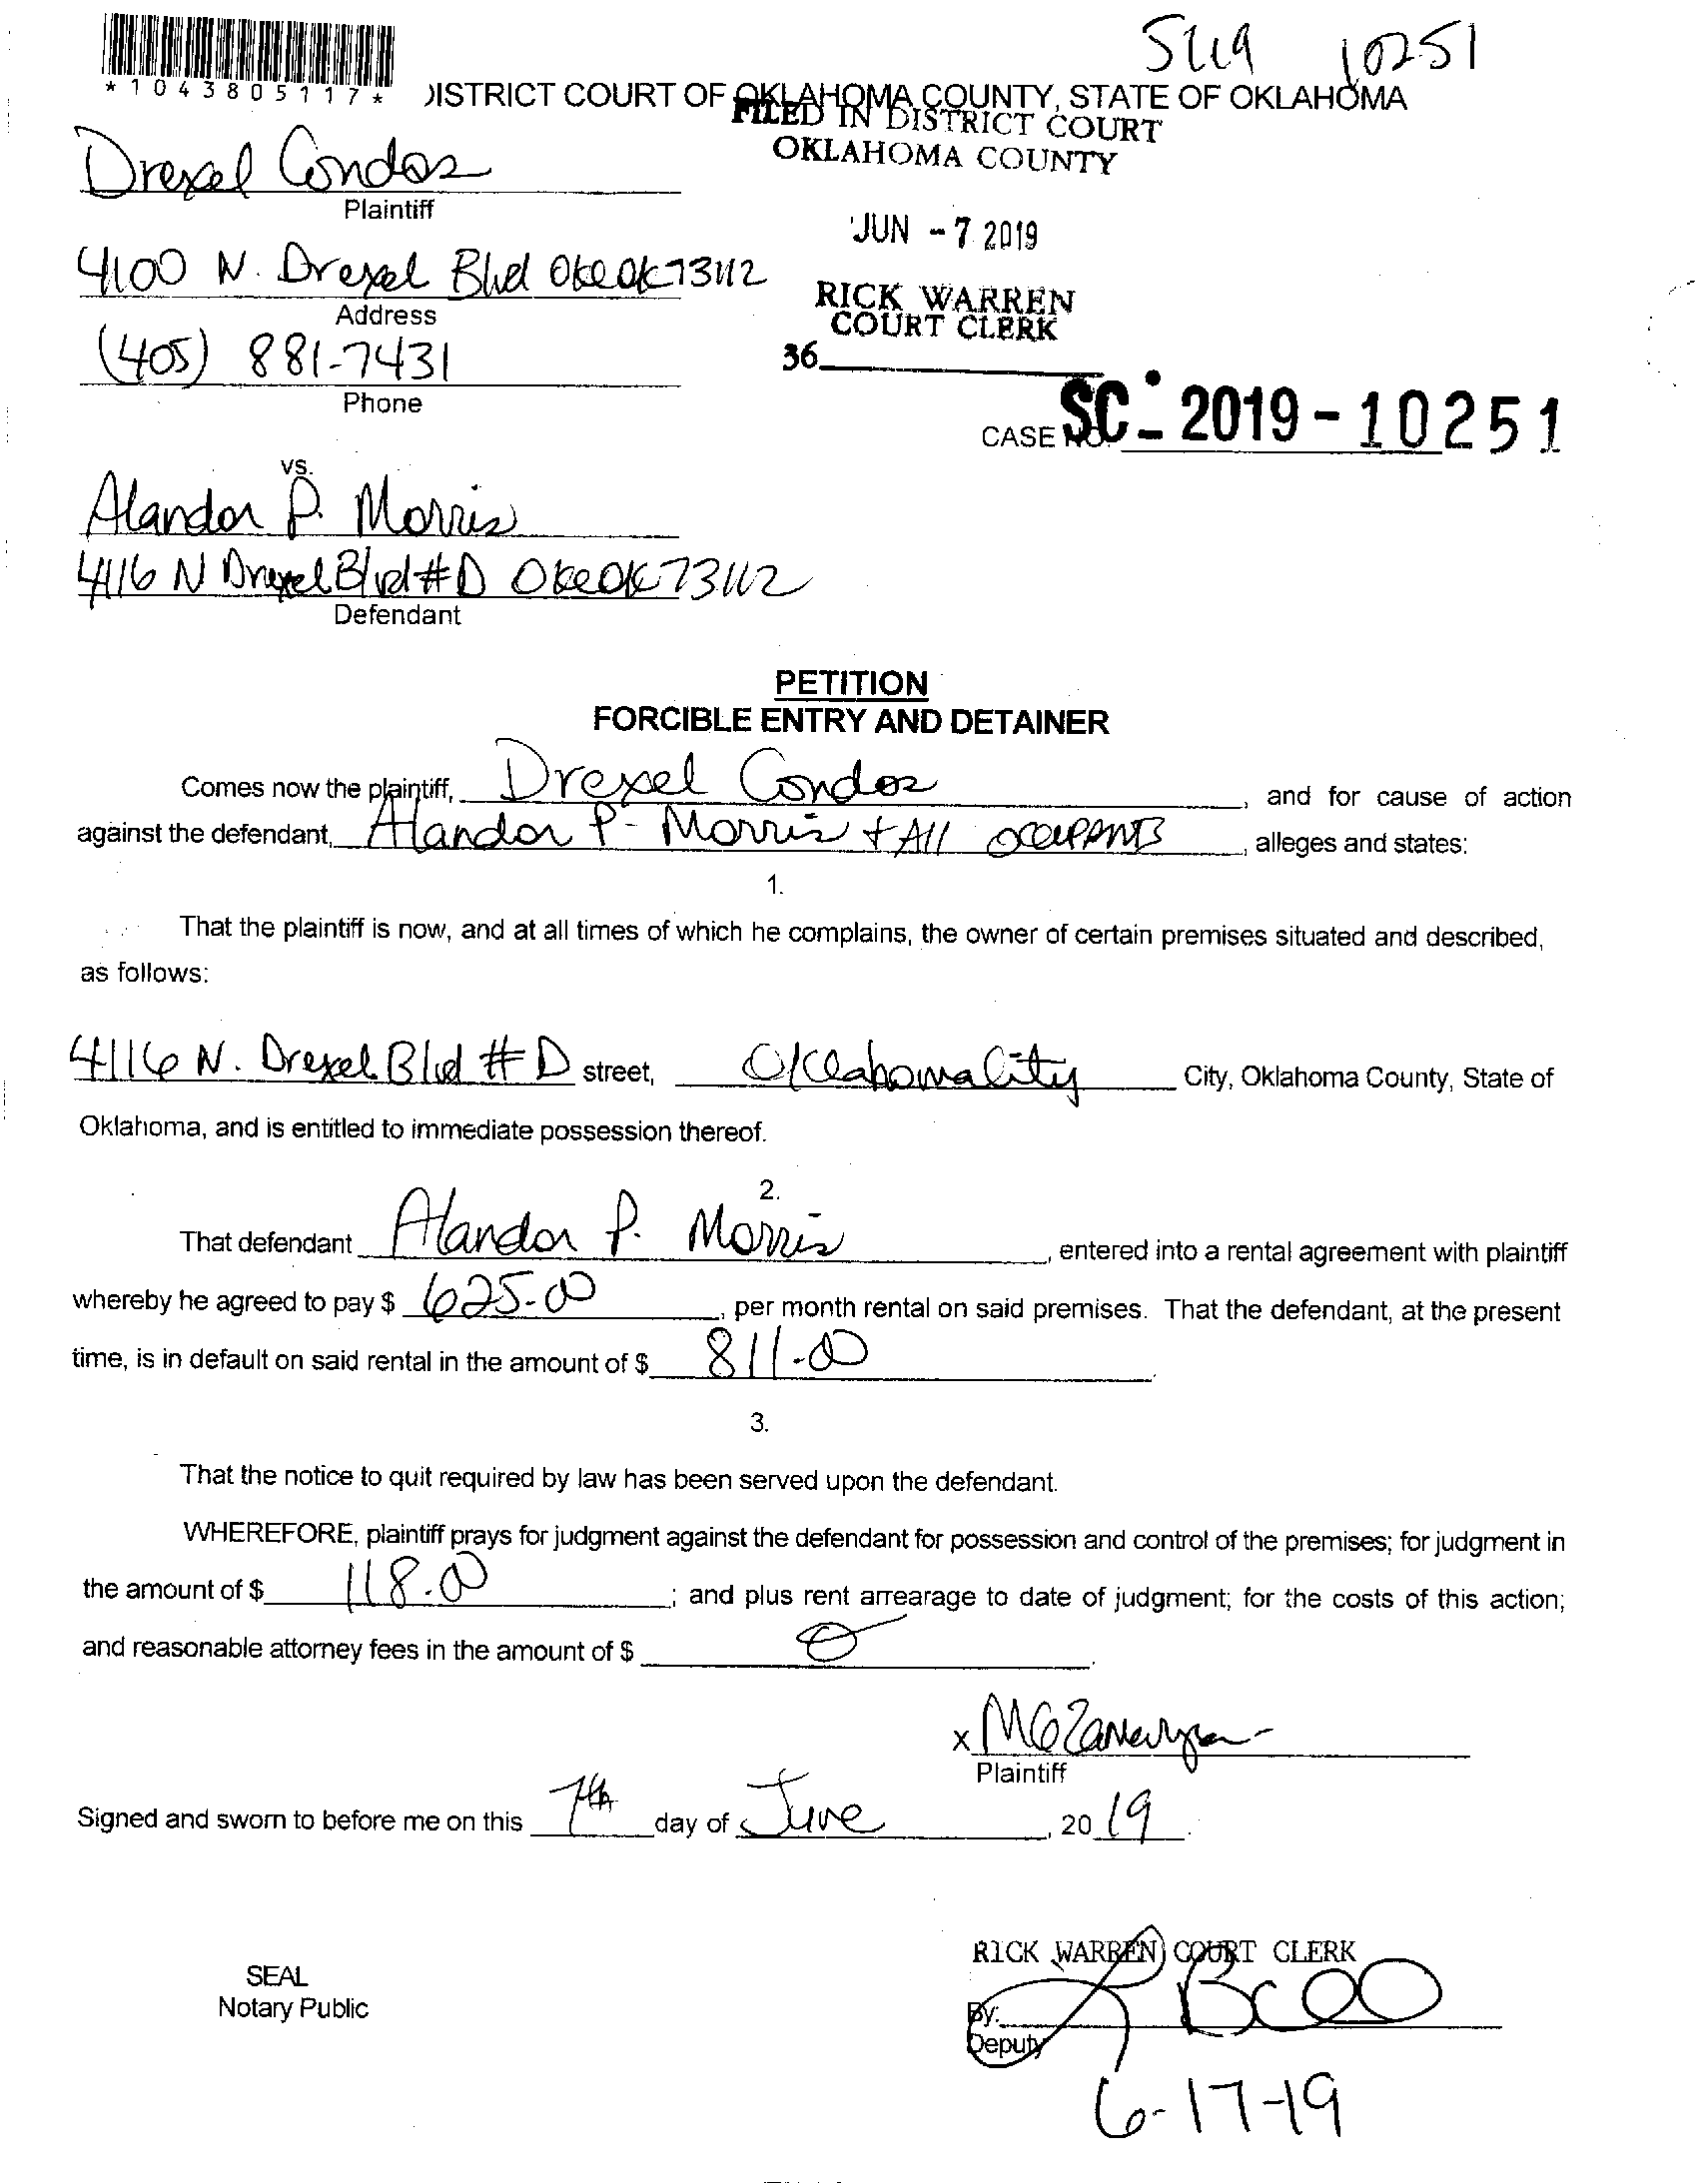 10251
*1043805117*
DISTRICT COURT OF OKLAHOMA COUNTY, STATE OF OKLAHOMA
FILED IN DISTRICT COURT
OKLAHOMA COUNTY
Drexel Condos
Plaintiff
JUN - 7 2019
4100 N. Drexel Blvd OKC OK 73112
Address
RICK WARREN
COURT CLERK
(405) 881-7431
36
Phone
CASE NO. SC - 2019 - 10251
vs.
Alandon P. Morris
4116 N Drexel Blvd #D OKC OK 73112
Defendant
PETITION
FORCIBLE ENTRY AND DETAINER
Comes now the plaintiff, Drexel Condos, and for cause of action
against the defendant, Alandon P. Morris + All occupants, alleges and states:
1.
That the plaintiff is now, and at all times of which he complains, the owner of certain premises situated and described,
as follows:
4116 N. Drexel Blvd #D street, Oklahoma City City, Oklahoma County, State of
Oklahoma, and is entitled to immediate possession thereof.
2.
That defendant Alandon P. Morris, entered into a rental agreement with plaintiff
whereby he agreed to pay $ 625.00, per month rental on said premises. That the defendant, at the present
time, is in default on said rental in the amount of $ 811.00.
3.
That the notice to quit required by law has been served upon the defendant.
WHEREFORE, plaintiff prays for judgment against the defendant for possession and control of the premises; for judgment in
the amount of $ 118.00; and plus rent arrearage to date of judgment; for the costs of this action;
and reasonable attorney fees in the amount of $ 0.
x
Plaintiff
Signed and sworn to before me on this 7th day of June, 2019.
RICK WARREN, COURT CLERK
SEAL
Notary Public
By:
Deputy
6-17-19